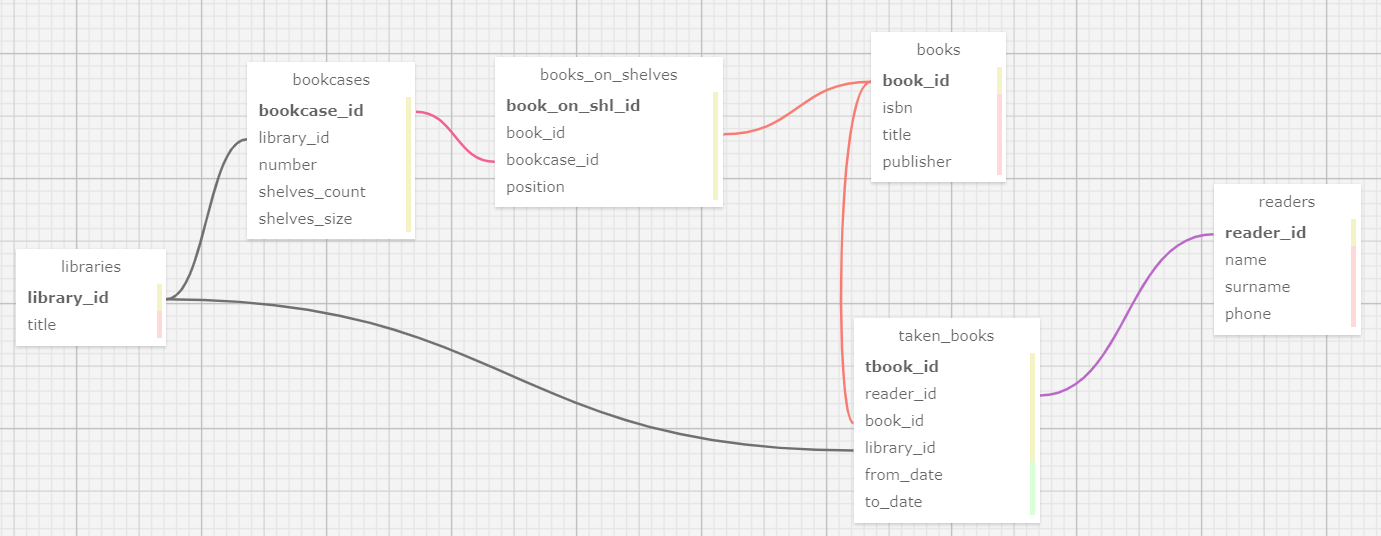 bookcases
bookcase_id
library_id
number
shelves_count
shelves_size
books_on_shelves
book_on_shl_id
book_id
bookcase_id
position
books
book_id
isbn
title
publisher
readers
reader_id
name
surname
phone
libraries
library_id
title
taken_books
tbook_id
reader_id
book_id
library_id
from_date
to_date